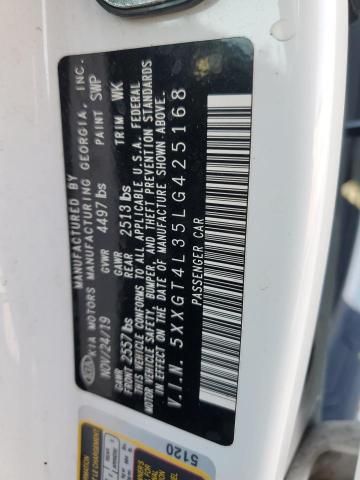 MANUFACTURED BY
KIA KIA MOTORS MANUFACTURING GEORGIA, INC.
NOV/24/19 GVWR 4497 lbs PAINT SWP
GAWR FRONT 2557 lbs GAWR REAR 2513 lbs TRIM WK
THIS VEHICLE CONFORMS TO ALL APPLICABLE U.S.A. FEDERAL
MOTOR VEHICLE SAFETY, BUMPER, AND THEFT PREVENTION STANDARDS
IN EFFECT ON THE DATE OF MANUFACTURE SHOWN ABOVE.
V.I.N. 5XXGT4L35LG425168
PASSENGER CAR
5120